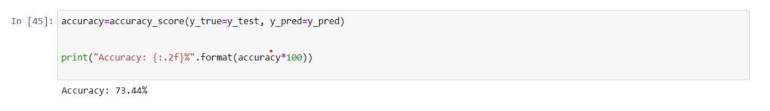 In [45]: accuracy=accuracy_score(y_true=y_test, y_pred=y_pred)
print("Accuracy: {:.2f}%".format(accuracy*100))
Accuracy: 73.44%